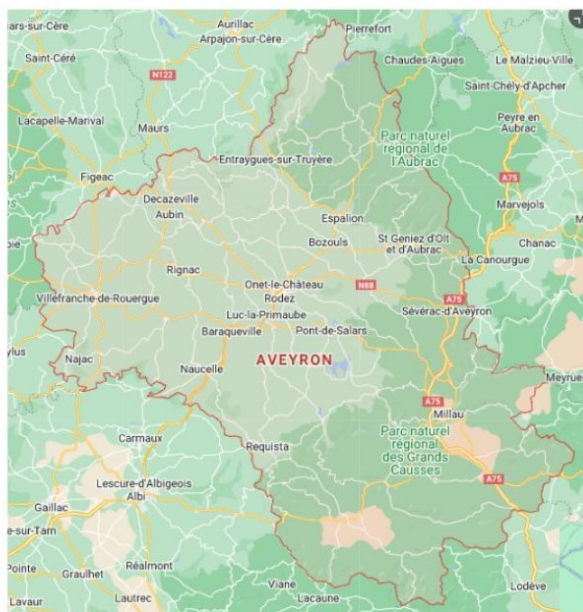 Aurillac
Pierrefort
Arpajon-sur-Cère
Saint-Céré
Chaudes-Aigues
Le Malzieu-Ville
N122
Saint-Chély-d'Apcher
Lacapelle-Marival
Maurs
Peyre en
Aubrac
Parc naturel
régional de
l'Aubrac
Entraygues-sur-Truyère
Figeac
A75
Decazeville
Aubin
Marvejols
Espalion
Bozouls
St Geniez d'Olt
et d'Aubrac
Chanac
La Canourgue
Rignac
Onet-le-Château
Rodez
N88
Villefranche-de-Rouergue
A75
Luc-la-Primaube
Sévérac-d'Aveyron
Baraqueville
Pont-de-Salars
AVEYRON
Najac
Naucelle
Meyrue
A75
Millau
Parc naturel
régional
des Grands
Causses
Carmaux
Requista
Lescure-d'Albigeois
Albi
A75
Gaillac
e-sur-Tarn
Pointe
Graulhet
Réalmont
Viane
Lacaune
Lodève
Lavaur
Lautrec